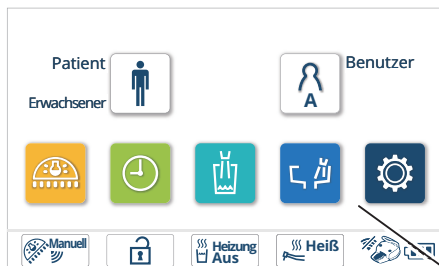 Patient
Benutzer
Erwachsener
A
Manuell
Heizung
Aus
Heiß